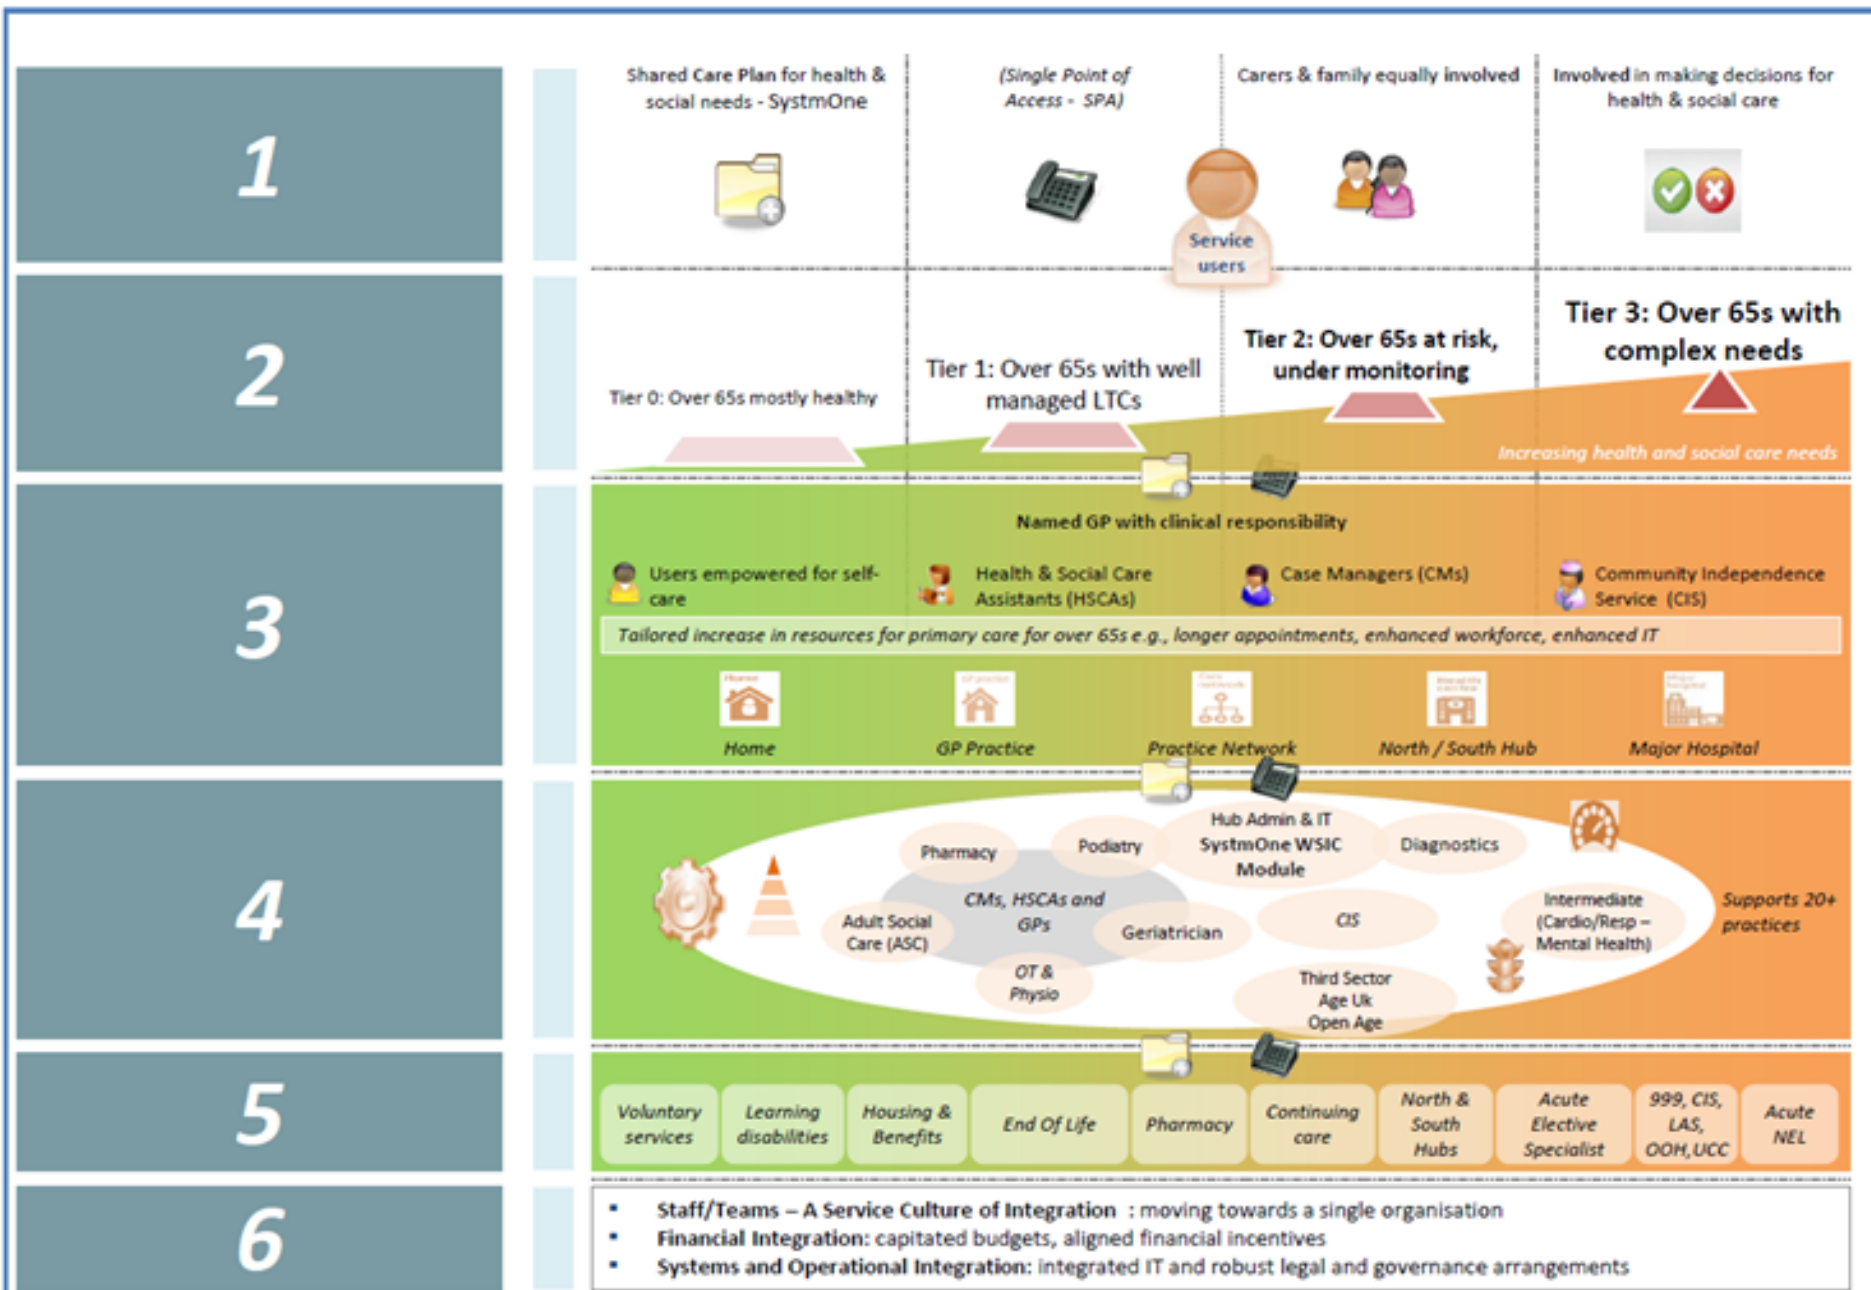 1
Shared Care Plan for health &
social needs - SystmOne
(Single Point of
Access - SPA)
Carers & family equally involved
Involved in making decisions for
health & social care
Service
users
2
Tier 0: Over 65s mostly healthy
Tier 1: Over 65s with well
managed LTCs
Tier 2: Over 65s at risk,
under monitoring
Tier 3: Over 65s with
complex needs
Increasing health and social care needs
3
Named GP with clinical responsibility
Users empowered for self-
care
Health & Social Care
Assistants (HSCAs)
Case Managers (CMs)
Community Independence
Service (CIS)
Tailored increase in resources for primary care for over 65s e.g., longer appointments, enhanced workforce, enhanced IT
Home
GP practice
Major
hospital
Home
GP Practice
Practice Network
North / South Hub
Major Hospital
4
Pharmacy
Podiatry
Hub Admin & IT
SystmOne WSIC
Module
Diagnostics
CMs, HSCAs and
GPs
Adult Social
Care (ASC)
Geriatrician
CIS
Intermediate
(Cardio/Resp –
Mental Health)
Supports 20+
practices
OT &
Physio
Third Sector
Age Uk
Open Age
5
Voluntary
services
Learning
disabilities
Housing &
Benefits
End Of Life
Pharmacy
Continuing
care
North &
South
Hubs
Acute
Elective
Specialist
999, CIS,
LAS,
OOH,UCC
Acute
NEL
6
▪ Staff/Teams – A Service Culture of Integration : moving towards a single organisation
▪ Financial Integration: capitated budgets, aligned financial incentives
▪ Systems and Operational Integration: integrated IT and robust legal and governance arrangements